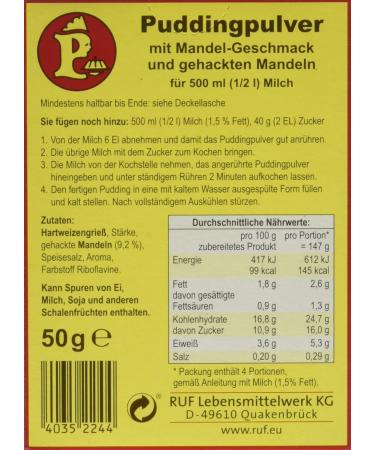 P
Puddingpulver
mit Mandel-Geschmack
und gehackten Mandeln
für 500 ml (1/2 l) Milch
Mindestens haltbar bis Ende: siehe Deckellasche
Sie fügen noch hinzu: 500 ml (1/2 l) Milch (1,5 % Fett), 40 g (2 EL) Zucker
1. Von der Milch 6 El abnehmen und damit das Puddingpulver gut anrühren.
2. Die übrige Milch mit dem Zucker zum Kochen bringen.
3. Die Milch von der Kochstelle nehmen, das angerührte Puddingpulver
hineingeben und unter ständigem Rühren 2 Minuten aufkochen lassen.
4. Den fertigen Pudding in eine mit kaltem Wasser ausgespülte Form füllen
und kalt stellen. Nach vollständigem Auskühlen stürzen.
Zutaten:
Hartweizengrieß, Stärke,
gehackte Mandeln (9,2 %),
Speisesalz, Aroma,
Farbstoff Riboflavine.
Kann Spuren von Ei,
Milch, Soja und anderen
Schalenfrüchten enthalten.
50 g e
Durchschnittliche Nährwerte:
pro 100 g pro Portion*
zubereitetes Produkt = 147 g
Energie 417 kJ 612 kJ
99 kcal 145 kcal
Fett 1,8 g 2,6 g
davon gesättigte
Fettsäuren 0,9 g 1,3 g
Kohlenhydrate 16,8 g 24,7 g
davon Zucker 10,9 g 16,0 g
Eiweiß 3,6 g 5,3 g
Salz 0,20 g 0,29 g
* Packung enthält 4 Portionen,
gemäß Anleitung mit Milch (1,5% Fett).
RUF Lebensmittelwerk KG
D-49610 Quakenbrück
www.ruf.eu
4035 2244